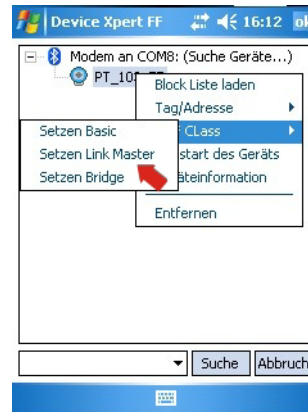 Device Xpert FF 16:12 ok
Modem an COM8: (Suche Geräte...)
Block Liste laden
Tag/Adresse
CLass
Setzen Basic
Setzen Link Master
start des Geräts
Setzen Bridge
äteinformation
Entfernen
Suche Abbruch